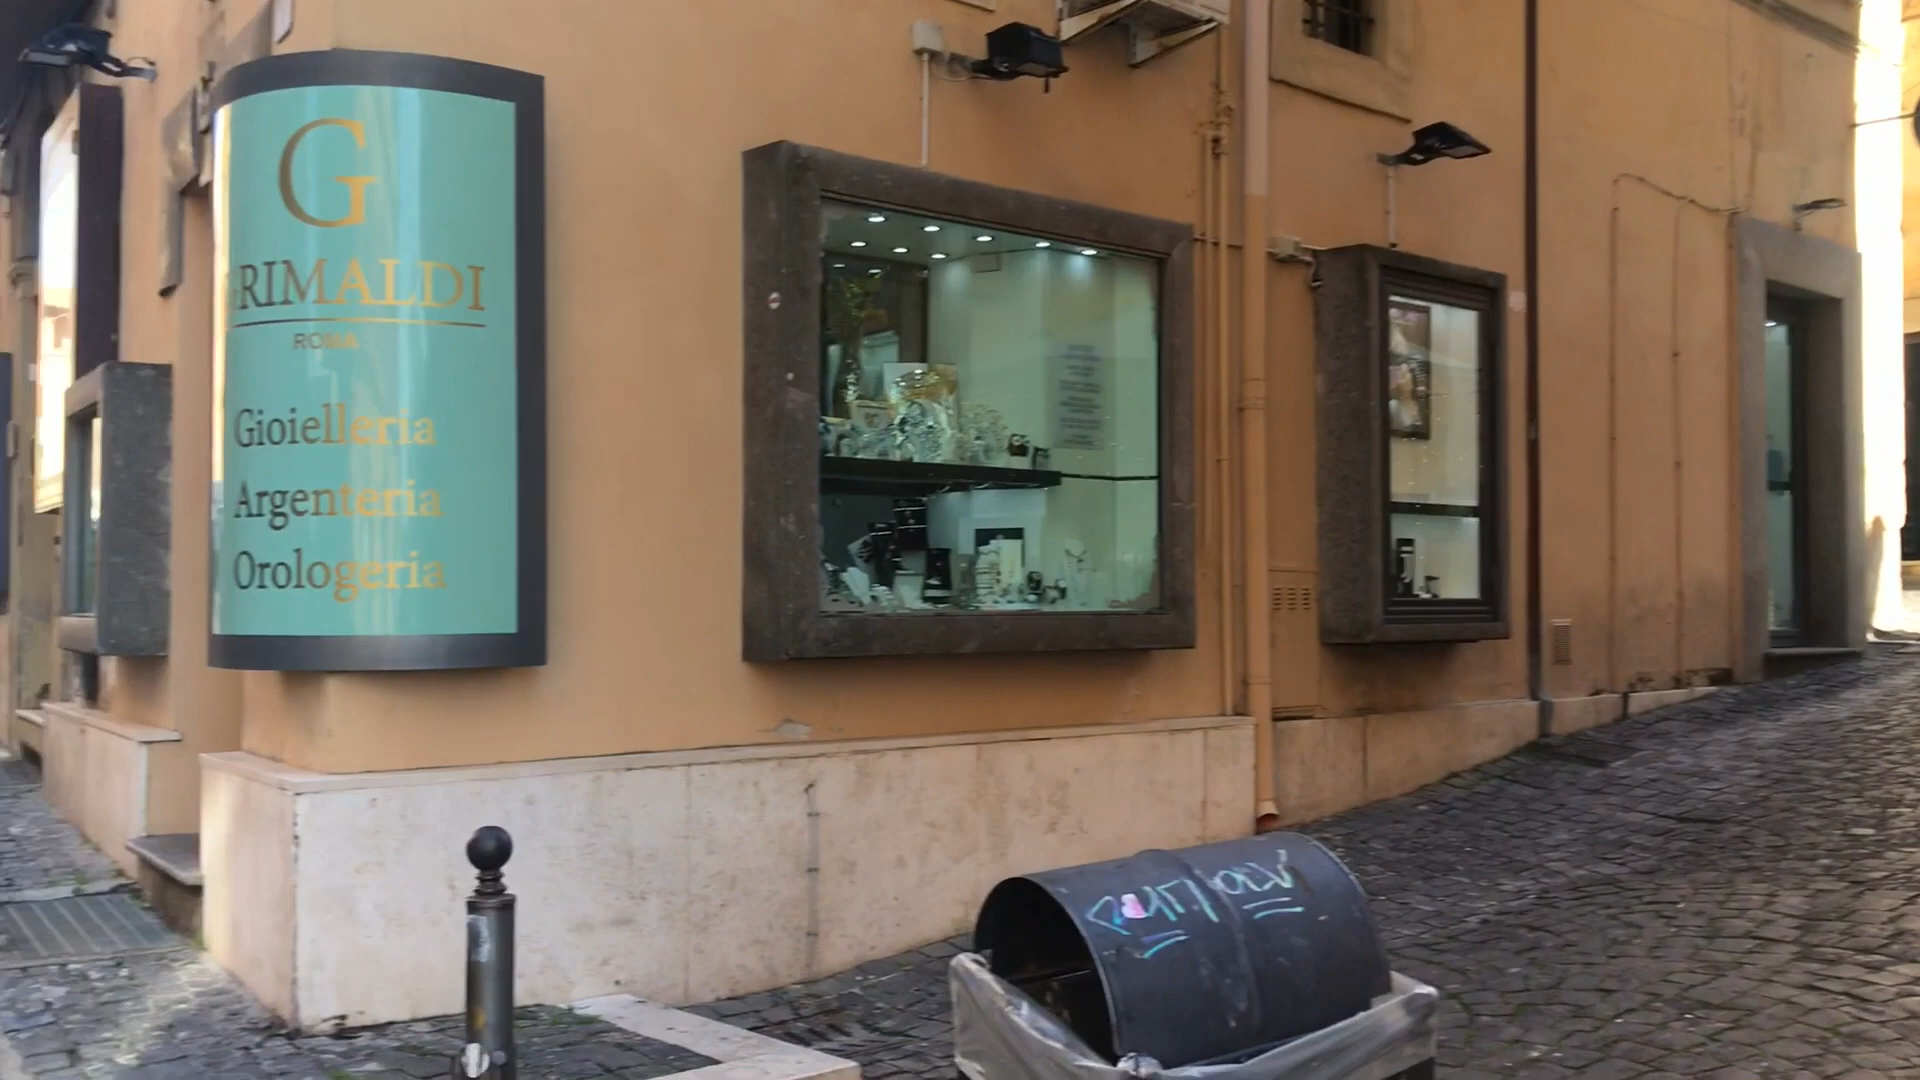 G
GRIMALDI
ROMA
Gioielleria
Argenteria
Orologeria